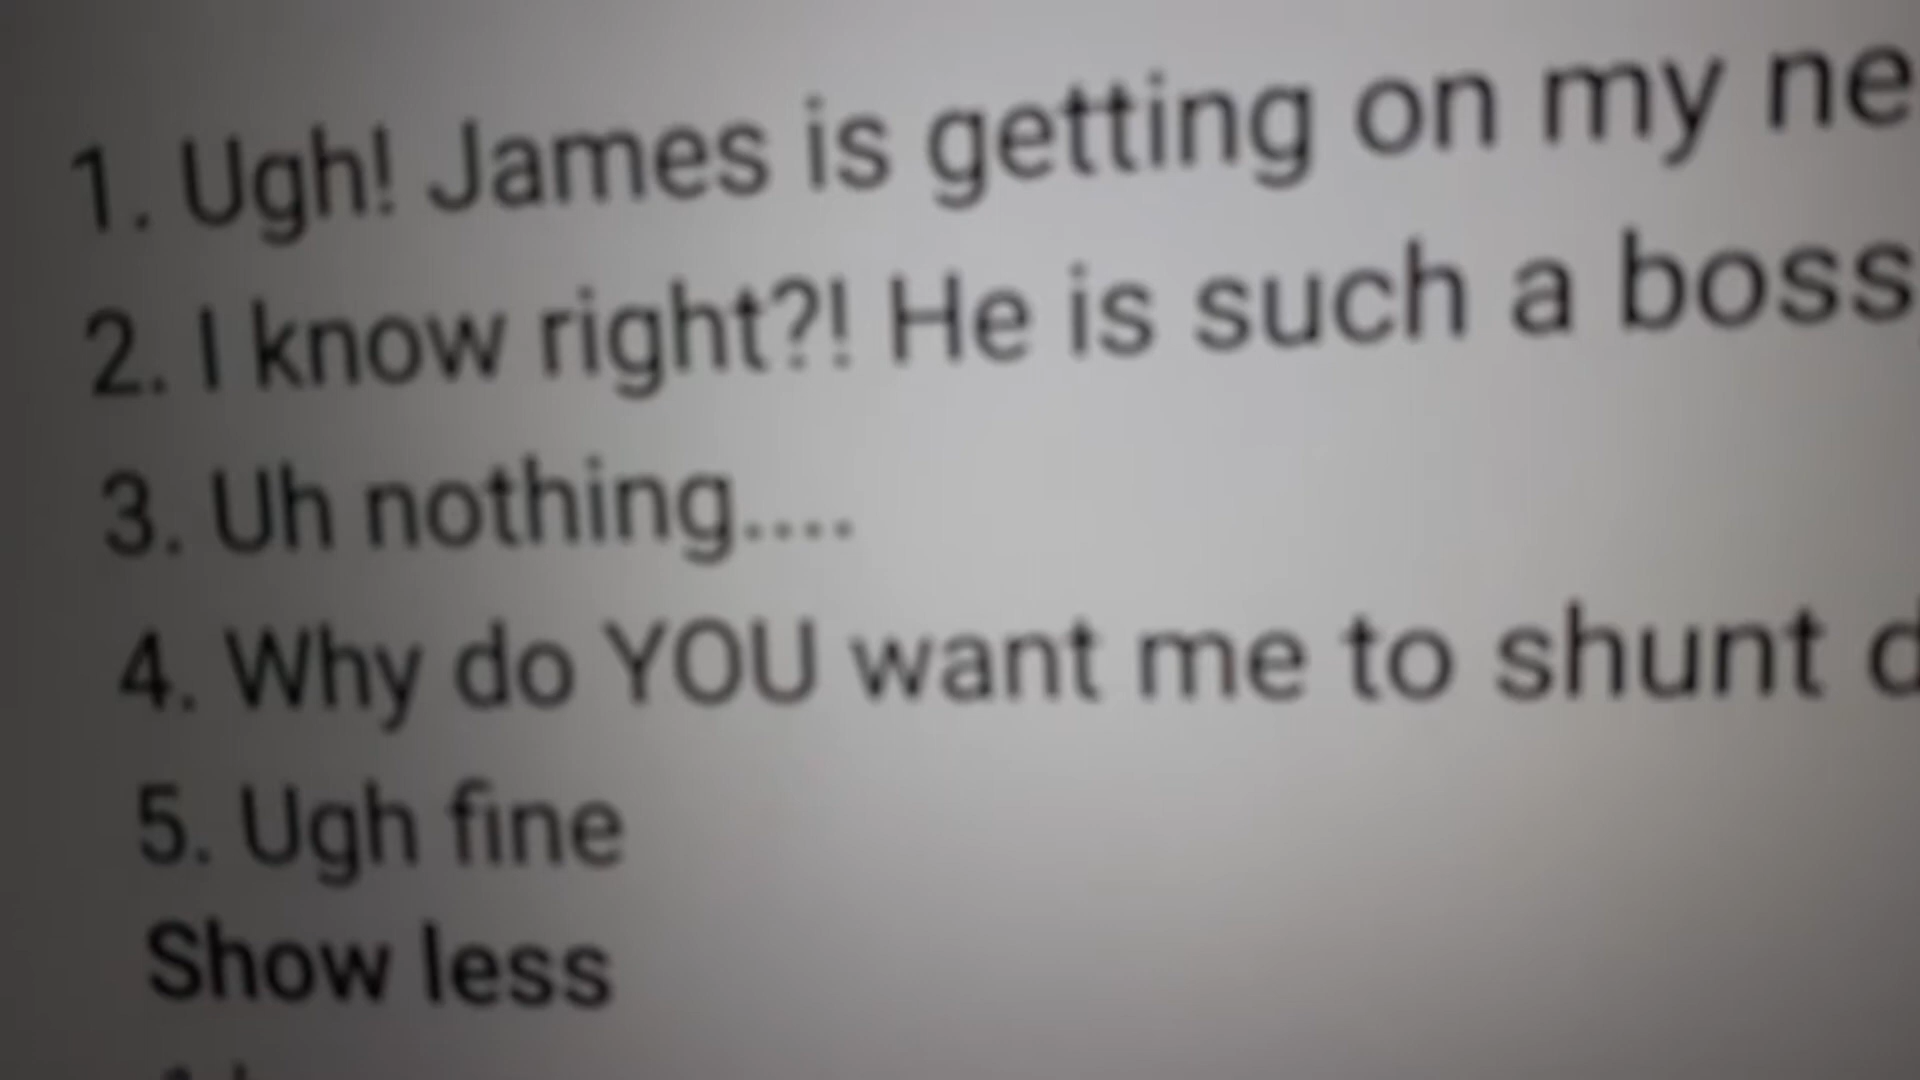 1. Ugh! James is getting on my ne
2. I know right?! He is such a boss
3. Uh nothing....
4. Why do YOU want me to shunt d
5. Ugh fine
Show less